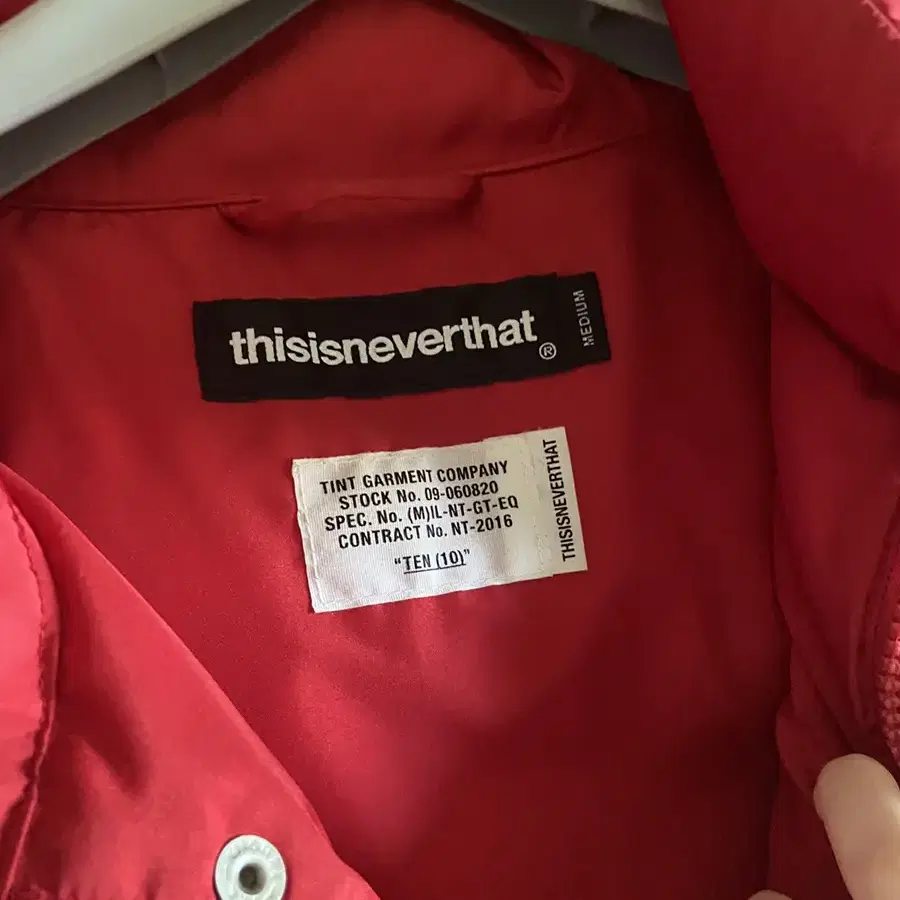 thisisneverthat ®
MEDIUM
TINT GARMENT COMPANY
STOCK No. 09-060820
SPEC. No. (M)IL-NT-GT-EQ
CONTRACT No. NT-2016
“TEN (10)”
THISISNEVERTHAT